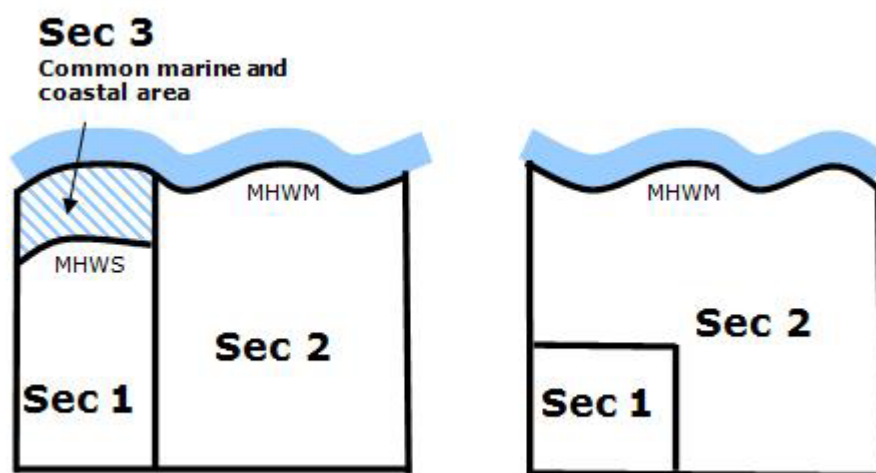 Sec 3
Common marine and
coastal area
MHWM
MHWS
Sec 2
Sec 1
MHWM
Sec 2
Sec 1